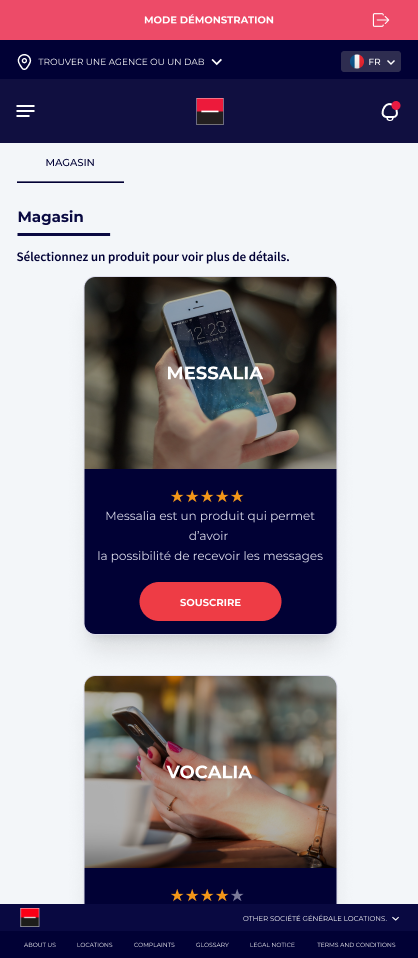 MODE DÉMONSTRATION
TROUVER UNE AGENCE OU UN DAB
FR
MAGASIN
Magasin
Sélectionnez un produit pour voir plus de détails.
12:23
MESSALIA
Messalia est un produit qui permet
d'avoir
la possibilité de recevoir les messages
SOUSCRIRE
VOCALIA
OTHER SOCIÉTÉ GÉNÉRALE LOCATIONS.
ABOUT US
LOCATIONS
COMPLAINTS
GLOSSARY
LEGAL NOTICE
TERMS AND CONDITIONS